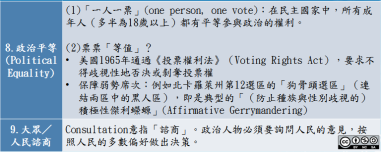 (1)「一人一票」(one person, one vote)：在民主國家中，所有成
年人（多半為18歲以上）都有平等參與政治的權利。
8.政治平等
(Political
Equality)
(2)票票「等值」？
• 美國1965年通過《投票權利法》(Voting Rights Act)，要求不
得歧視性地否決或剝奪投票權
• 保障弱勢席次：例如北卡羅萊州第12選區的「狗骨頭選區」（連
結兩區中的黑人區），即是典型的「（防止種族與性別歧視的）
積極性傑利蠑螈」(Affirmative Gerrymandering)
9.大眾/
人民諮商
Consultation意指「諮商」。政治人物必須要詢問人民的意見，按
照人民的多數偏好做出決策。